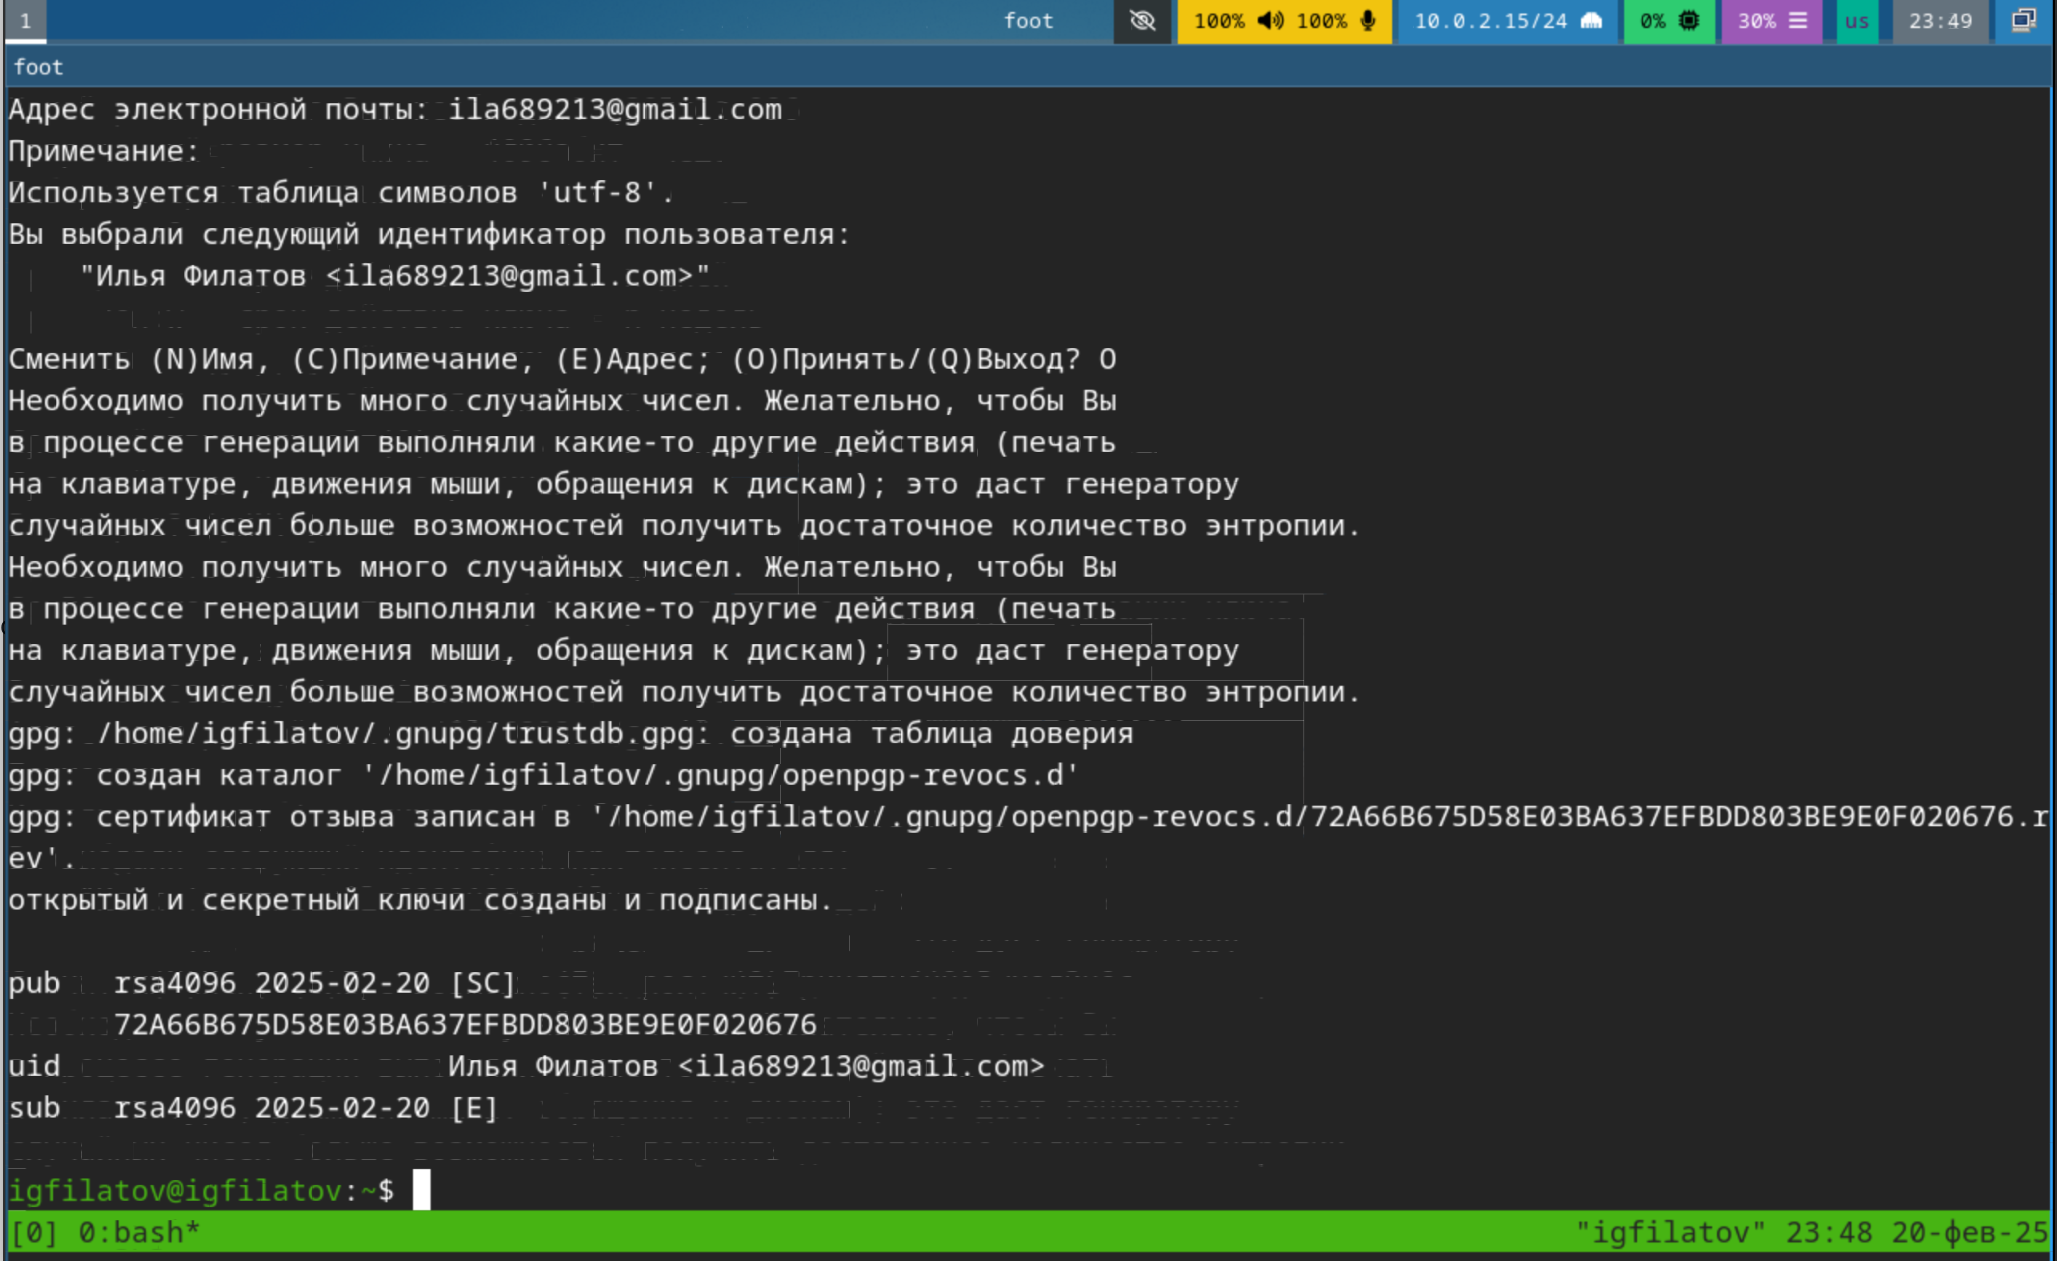 1 foot 100% 100% 10.0.2.15/24 0% 30% us 23:49
foot
Адрес электронной почты: ila689213@gmail.com
Примечание:
Используется таблица символов 'utf-8'.
Вы выбрали следующий идентификатор пользователя:
"Илья Филатов <ila689213@gmail.com>"
Сменить (N)Имя, (C)Примечание, (E)Адрес; (O)Принять/(Q)Выход? O
Необходимо получить много случайных чисел. Желательно, чтобы Вы
в процессе генерации выполняли какие-то другие действия (печать
на клавиатуре, движения мыши, обращения к дискам); это даст генератору
случайных чисел больше возможностей получить достаточное количество энтропии.
Необходимо получить много случайных чисел. Желательно, чтобы Вы
в процессе генерации выполняли какие-то другие действия (печать
на клавиатуре, движения мыши, обращения к дискам); это даст генератору
случайных чисел больше возможностей получить достаточное количество энтропии.
gpg: /home/igfilatov/.gnupg/trustdb.gpg: создана таблица доверия
gpg: создан каталог '/home/igfilatov/.gnupg/openpgp-revocs.d'
gpg: сертификат отзыва записан в '/home/igfilatov/.gnupg/openpgp-revocs.d/72A66B675D58E03BA637EFBDD803BE9E0F020676.r
ev'.
открытый и секретный ключи созданы и подписаны.
pub rsa4096 2025-02-20 [SC]
72A66B675D58E03BA637EFBDD803BE9E0F020676
uid Илья Филатов <ila689213@gmail.com>
sub rsa4096 2025-02-20 [E]
igfilatov@igfilatov:~$
[0] 0:bash* "igfilatov" 23:48 20-фев-25